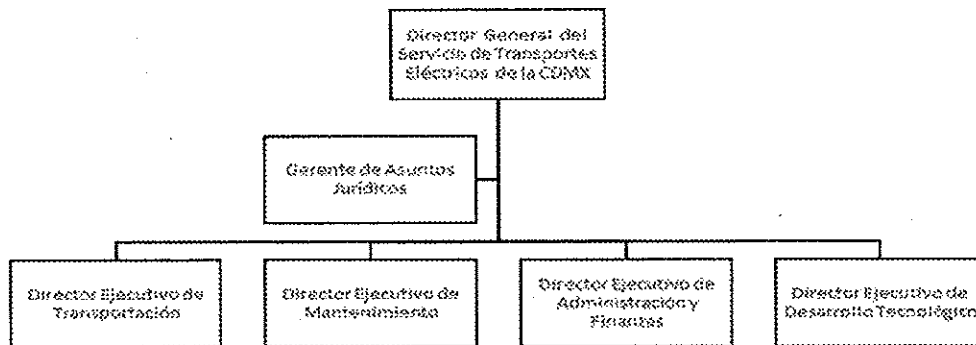 Director General del
Servicio de Transportes
Eléctricos de la CDMX
Gerente de Asuntos
Jurídicos
Director Ejecutivo de
Transportación
Director Ejecutivo de
Mantenimiento
Director Ejecutivo de
Administración y
Finanzas
Director Ejecutivo de
Desarrollo Tecnológico